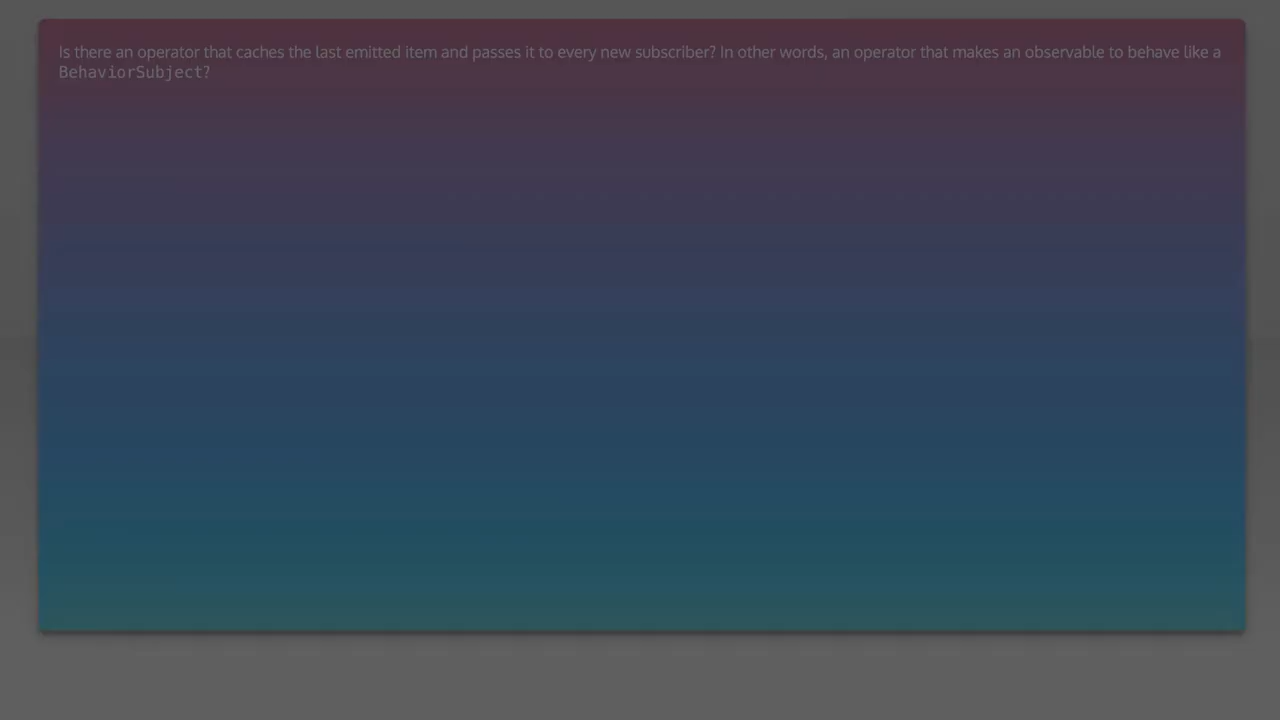 Is there an operator that caches the last emitted item and passes it to every new subscriber? In other words, an operator that makes an observable to behave like a
BehaviorSubject?